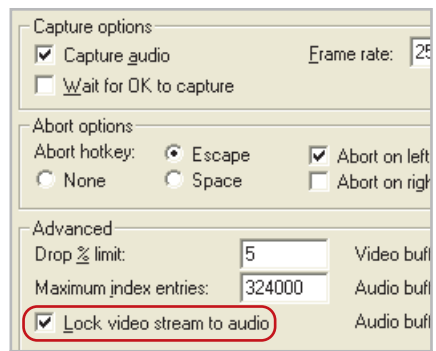 Capture options
Capture audio Frame rate: 25
Wait for OK to capture
Abort options
Abort hotkey: Escape Abort on left
None Space Abort on righ
Advanced
Drop % limit: 5 Video buff
Maximum index entries: 324000 Audio buff
Lock video stream to audio Audio buff